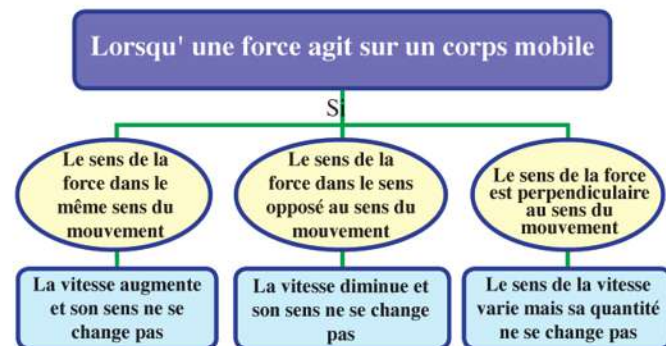 Lorsqu' une force agit sur un corps mobile
Si
Le sens de la
force dans le
même sens du
mouvement
Le sens de la
force dans le sens
opposé au sens du
mouvement
Le sens de la force
est perpendiculaire
au sens du
mouvement
La vitesse augmente
et son sens ne se
change pas
La vitesse diminue et
son sens ne se change
pas
Le sens de la vitesse
varie mais sa quantité
ne se change pas